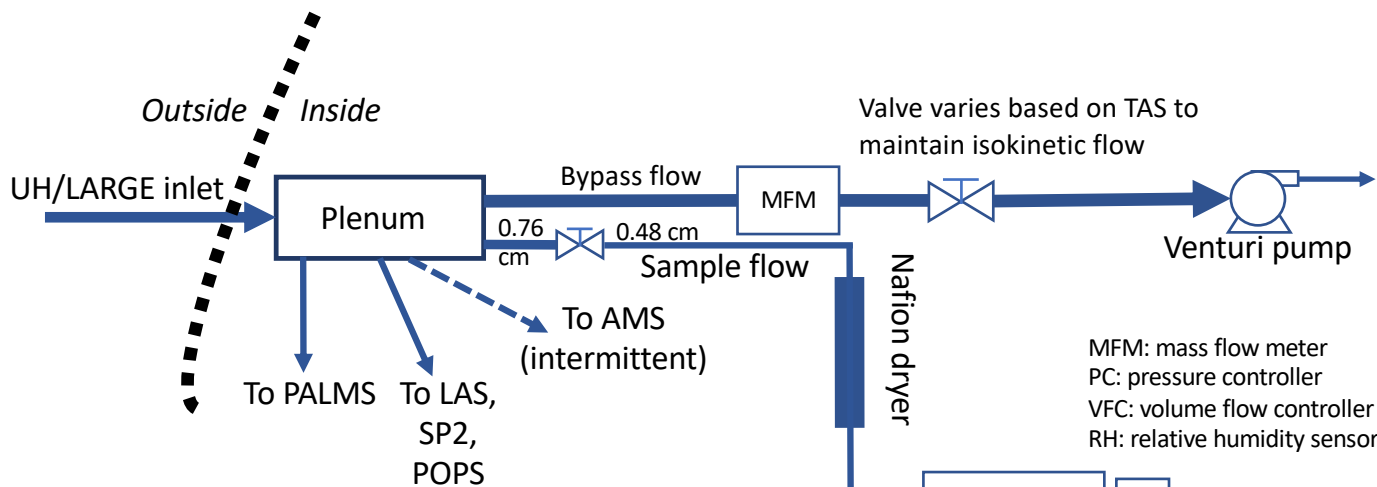 Outside
Inside
Valve varies based on TAS to
maintain isokinetic flow
UH/LARGE inlet
Bypass flow
MFM
Plenum
0.76
cm
0.48 cm
Sample flow
Venturi pump
Nafion dryer
To AMS
(intermittent)
To PALMS
To LAS,
SP2,
POPS
MFM: mass flow meter
PC: pressure controller
VFC: volume flow controller
RH: relative humidity sensor